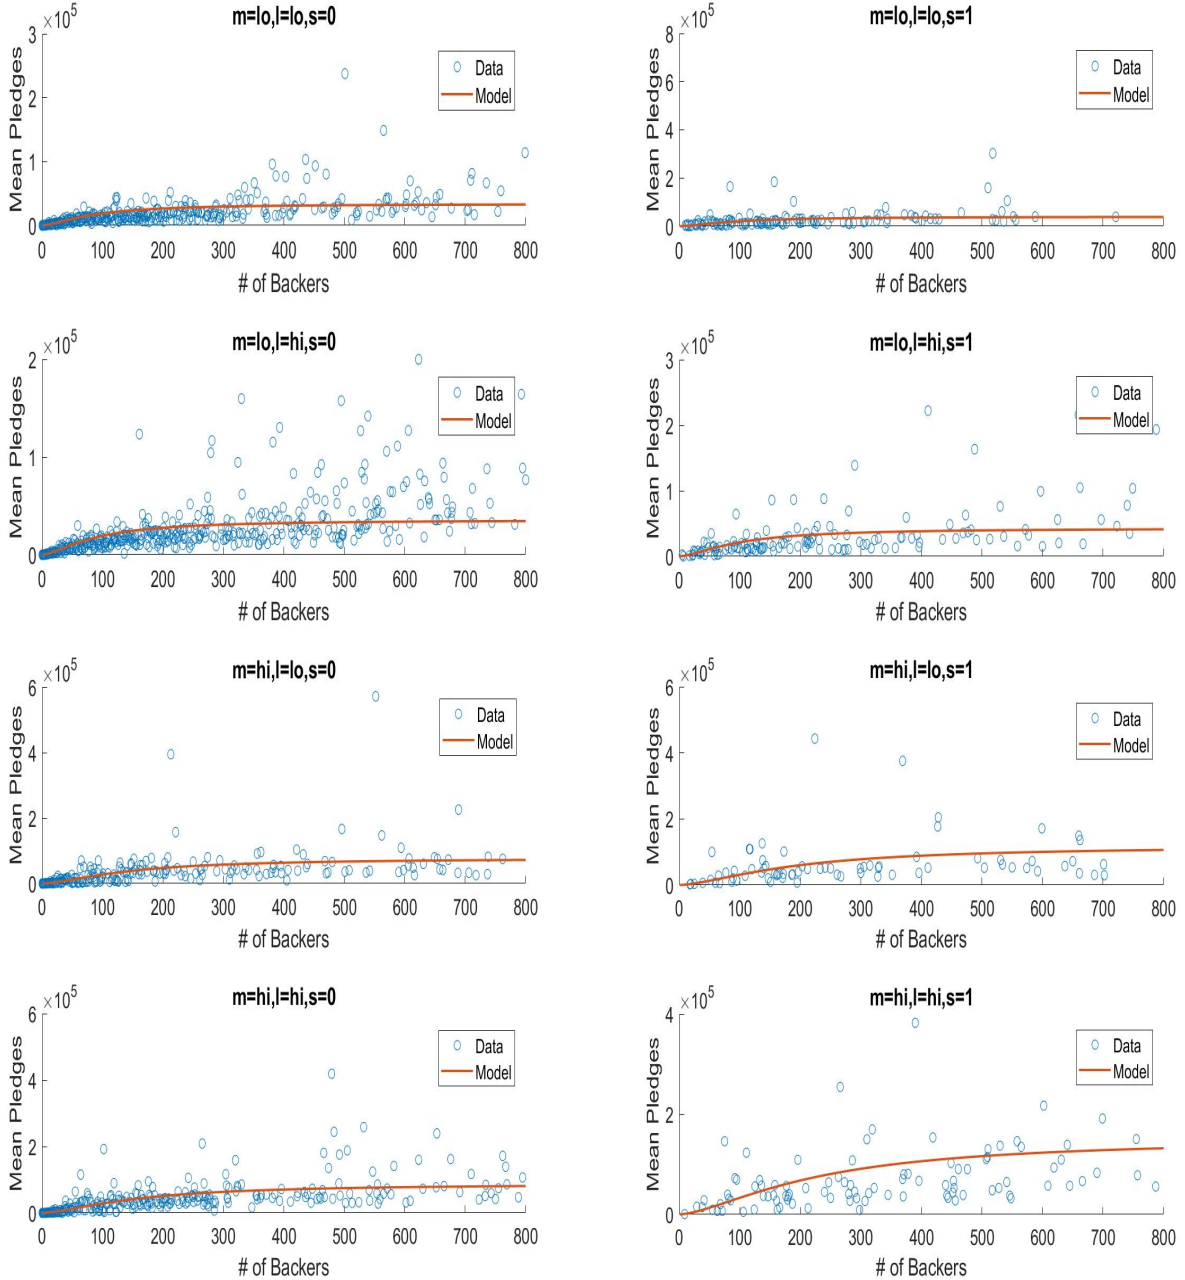 m=lo,l=lo,s=0
×10^5
3
2
1
0
Mean Pledges
Data
Model
0 100 200 300 400 500 600 700 800
# of Backers
m=lo,l=lo,s=1
×10^5
8
6
4
2
0
Mean Pledges
Data
Model
0 100 200 300 400 500 600 700 800
# of Backers
m=lo,l=hi,s=0
×10^5
2
1
0
Mean Pledges
Data
Model
0 100 200 300 400 500 600 700 800
# of Backers
m=lo,l=hi,s=1
×10^5
3
2
1
0
Mean Pledges
Data
Model
0 100 200 300 400 500 600 700 800
# of Backers
m=hi,l=lo,s=0
×10^5
6
4
2
0
Mean Pledges
Data
Model
0 100 200 300 400 500 600 700 800
# of Backers
m=hi,l=lo,s=1
×10^5
6
4
2
0
Mean Pledges
Data
Model
0 100 200 300 400 500 600 700 800
# of Backers
m=hi,l=hi,s=0
×10^5
6
4
2
0
Mean Pledges
Data
Model
0 100 200 300 400 500 600 700 800
# of Backers
m=hi,l=hi,s=1
×10^5
4
2
0
Mean Pledges
Data
Model
0 100 200 300 400 500 600 700 800
# of Backers